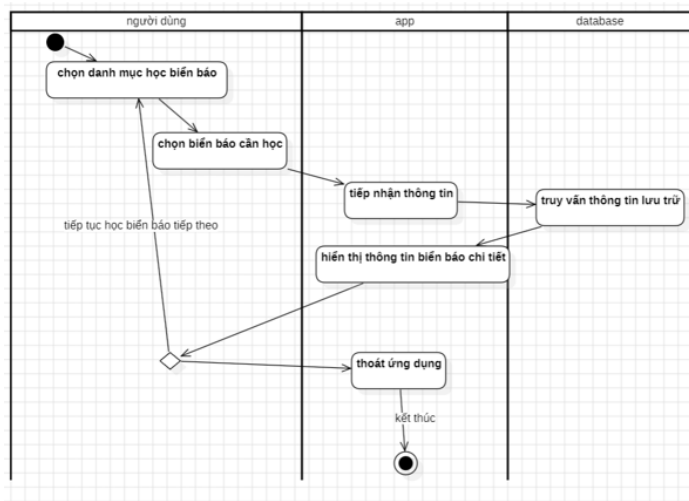 người dùng
app
database
chọn danh mục học biển báo
chọn biển báo cần học
tiếp nhận thông tin
truy vấn thông tin lưu trữ
tiếp tục học biển báo tiếp theo
hiển thị thông tin biển báo chi tiết
thoát ứng dụng
kết thúc